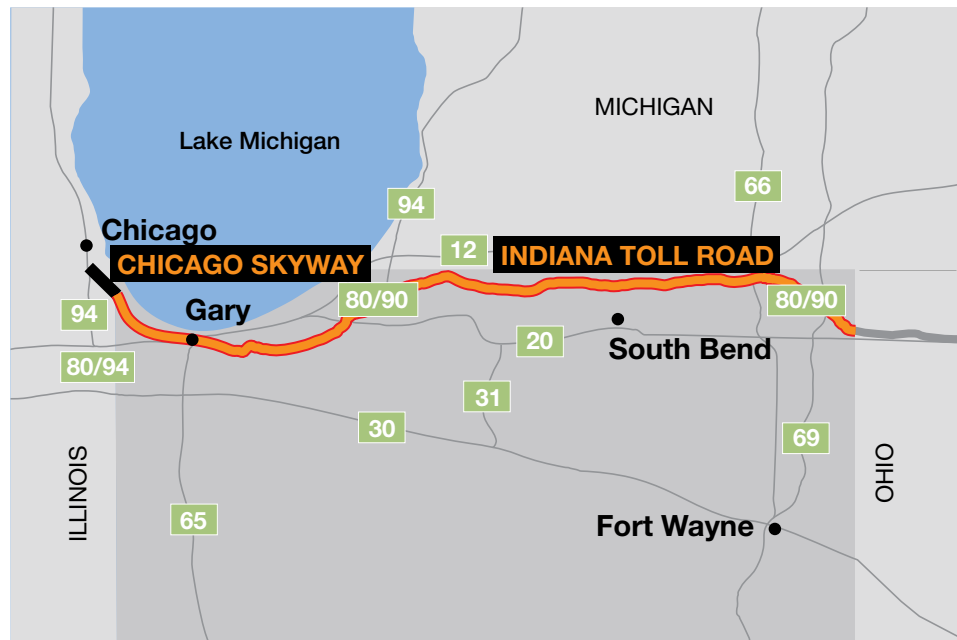 MICHIGAN
Lake Michigan
66
94
Chicago
12
INDIANA TOLL ROAD
CHICAGO SKYWAY
80/90
80/90
94
Gary
20
South Bend
80/94
31
30
69
ILLINOIS
OHIO
65
Fort Wayne